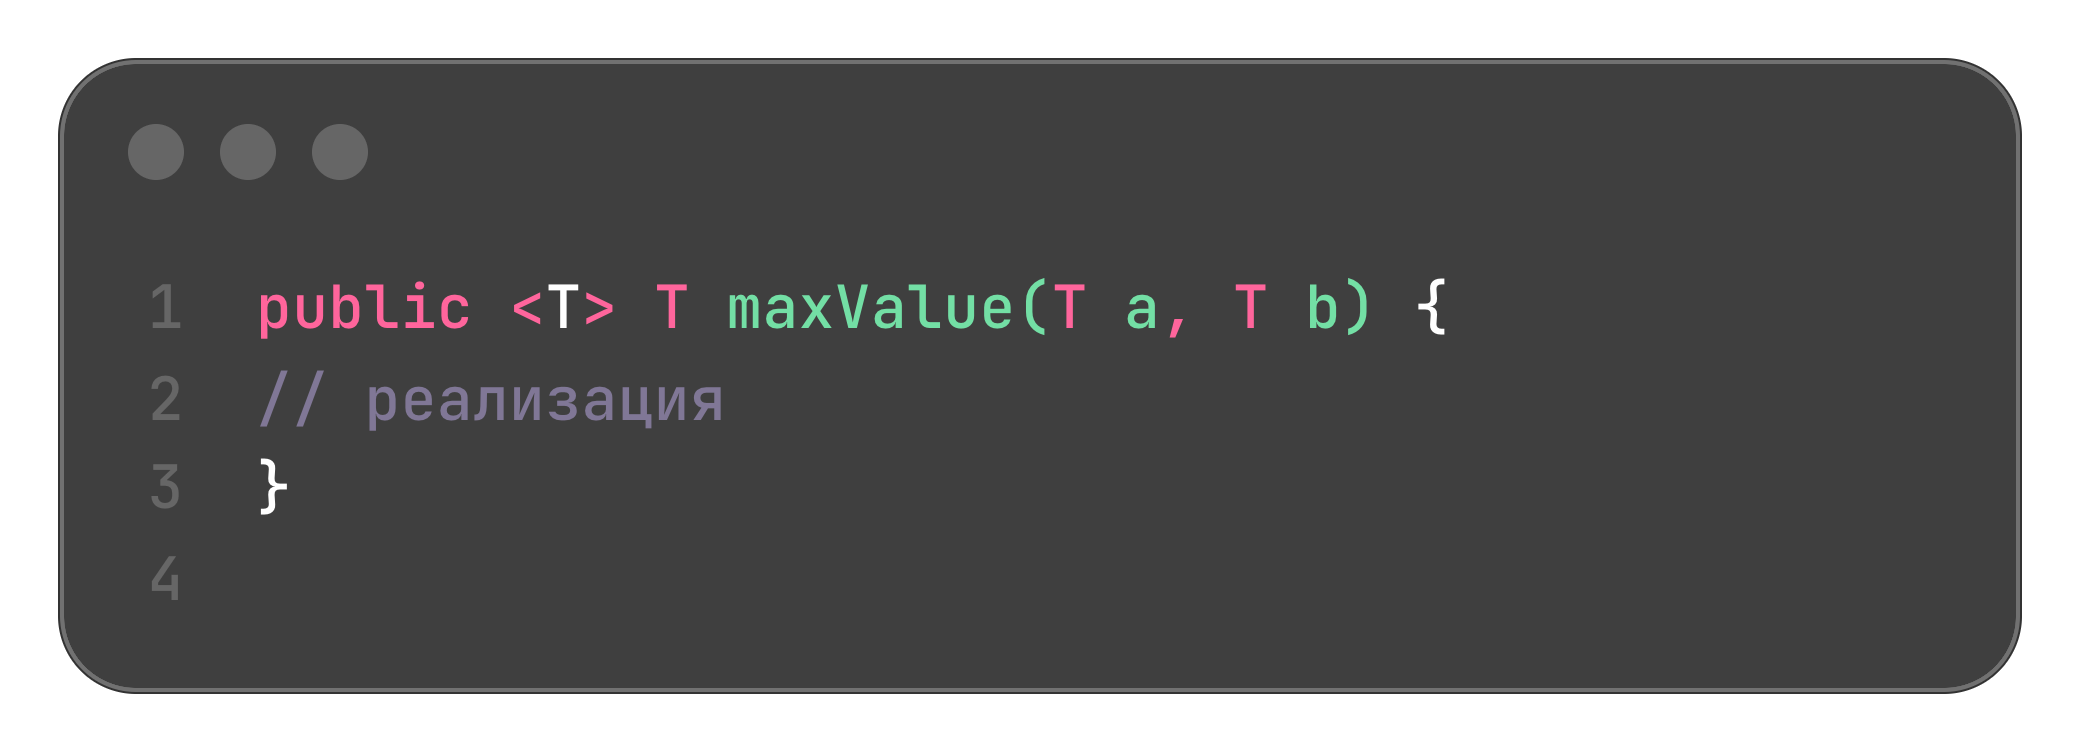 1 public <T> T maxValue(T a, T b) {
2 // реализация
3 }
4